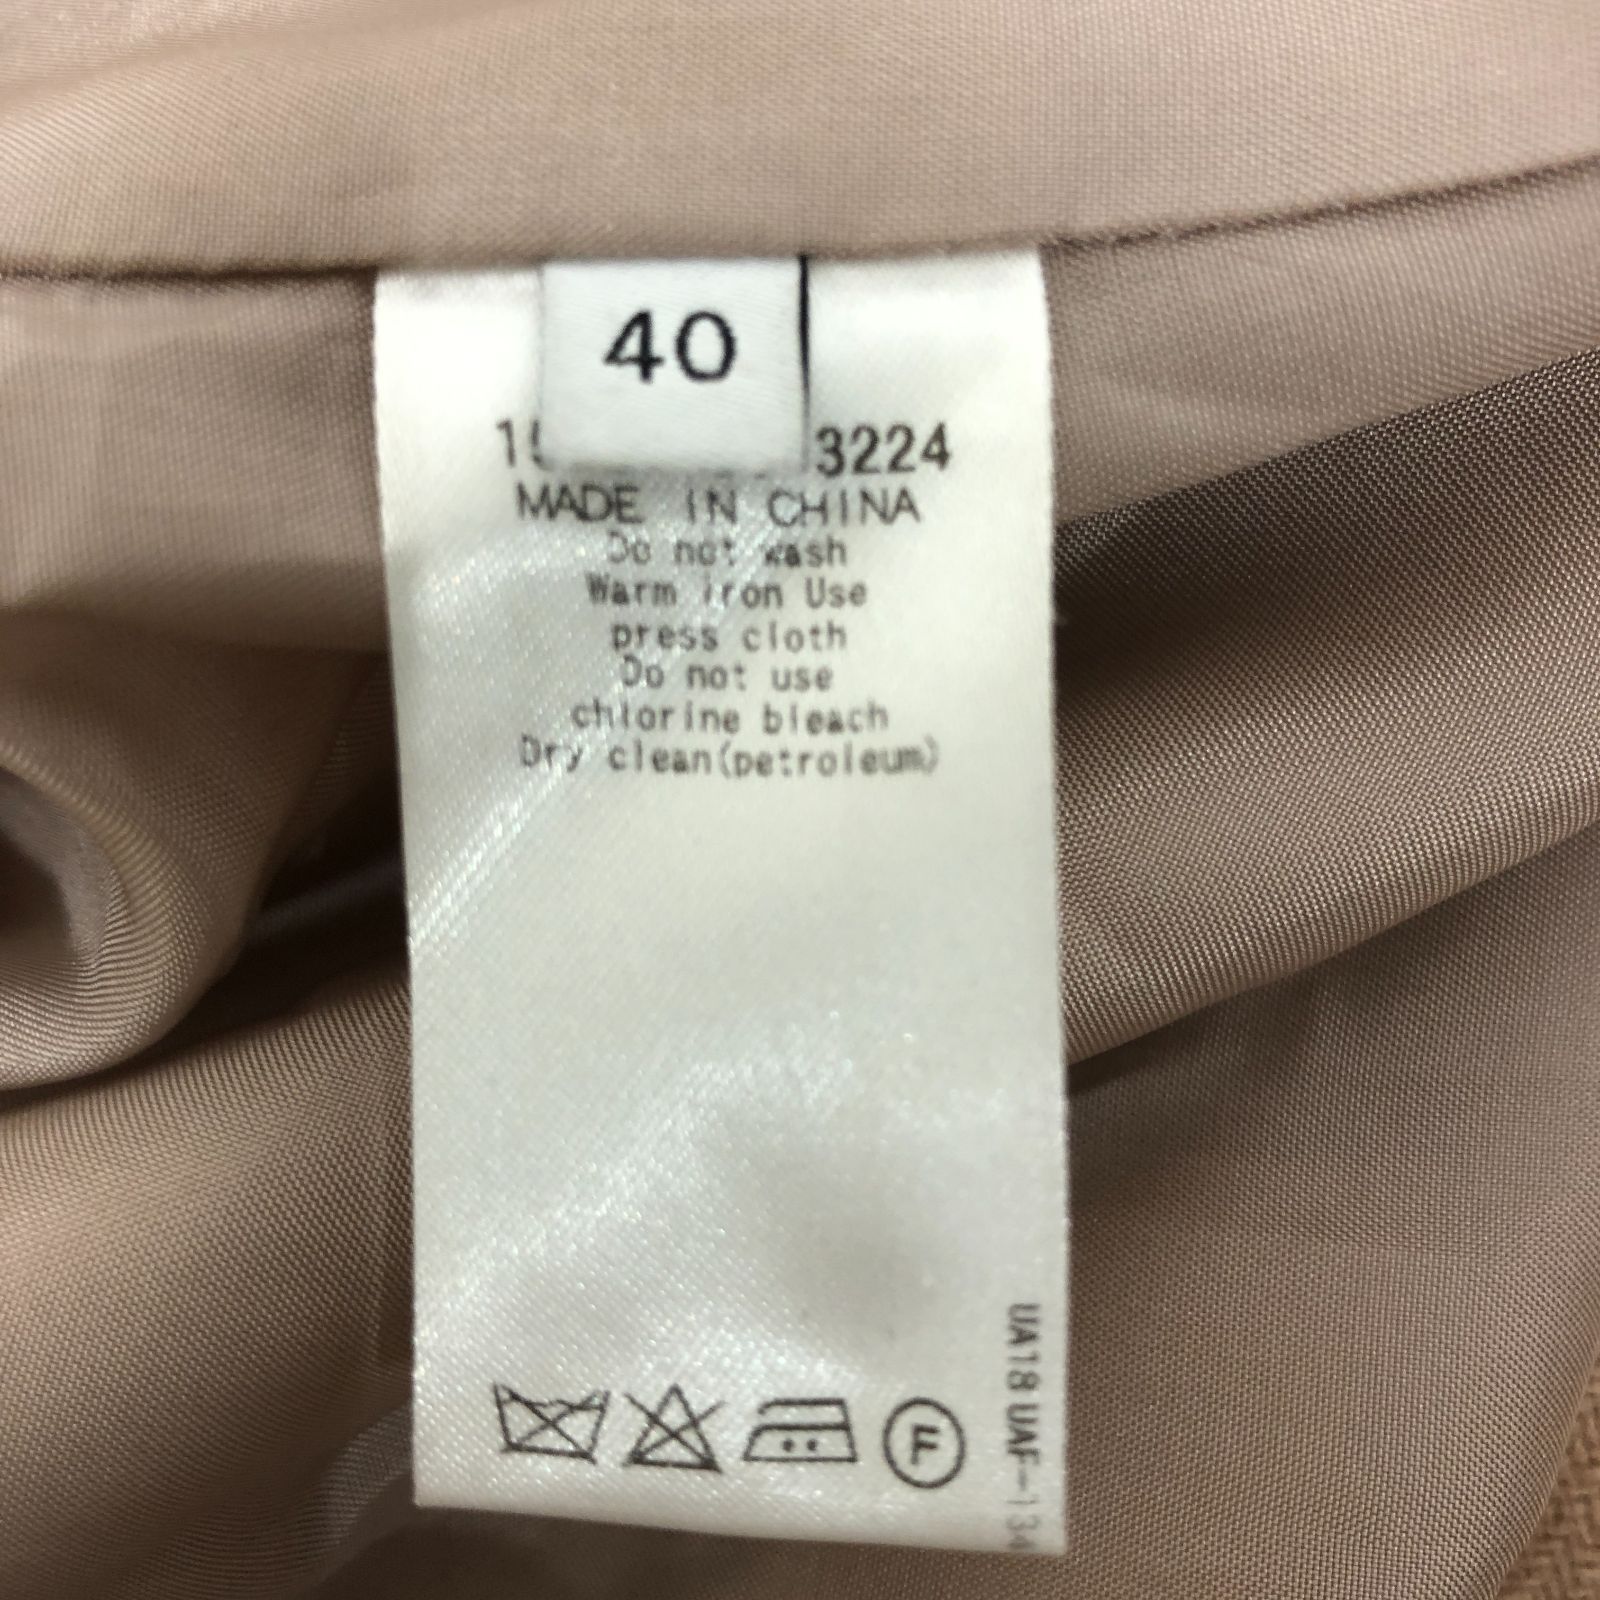 40
3224
MADE IN CHINA
Do not wash
Warm iron Use
press cloth
Do not use
chlorine bleach
Dry clean(petroleum)
F
UA18 UAF-134